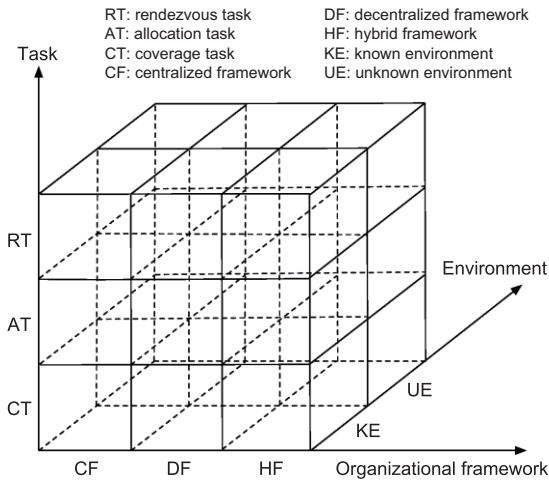 RT: rendezvous task DF: decentralized framework
AT: allocation task HF: hybrid framework
CT: coverage task KE: known environment
CF: centralized framework UE: unknown environment
Task
RT
Environment
AT
UE
CT
KE
CF DF HF Organizational framework